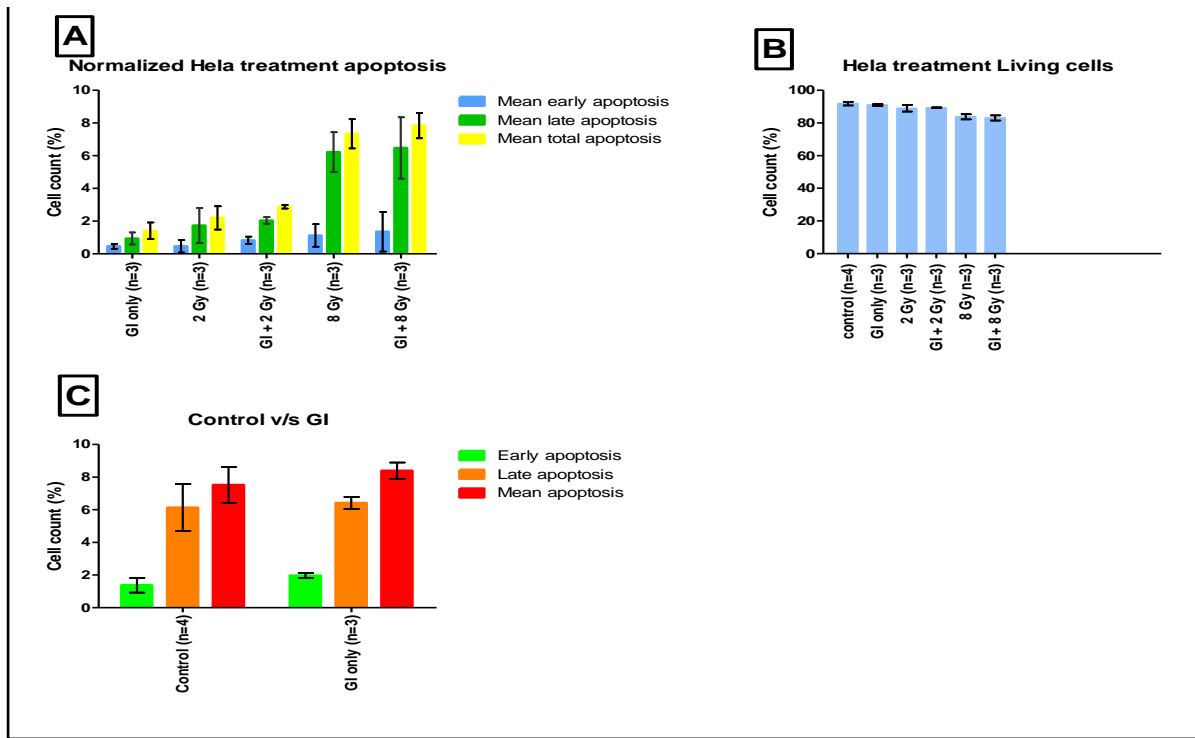 A
Normalized Hela treatment apoptosis
Mean early apoptosis
Mean late apoptosis
Mean total apoptosis
Cell count (%)
10
8
6
4
2
0
GI only (n=3)
2 Gy (n=3)
GI + 2 Gy (n=3)
8 Gy (n=3)
GI + 8 Gy (n=3)
B
Hela treatment Living cells
Cell count (%)
100
80
60
40
20
0
control (n=4)
GI only (n=3)
2 Gy (n=3)
GI + 2 Gy (n=3)
8 Gy n=3)
GI + 8 Gy (n=3)
C
Control v/s GI
Early apoptosis
Late apoptosis
Mean apoptosis
Cell count (%)
10
8
6
4
2
0
Control (n=4)
GI only (n=3)